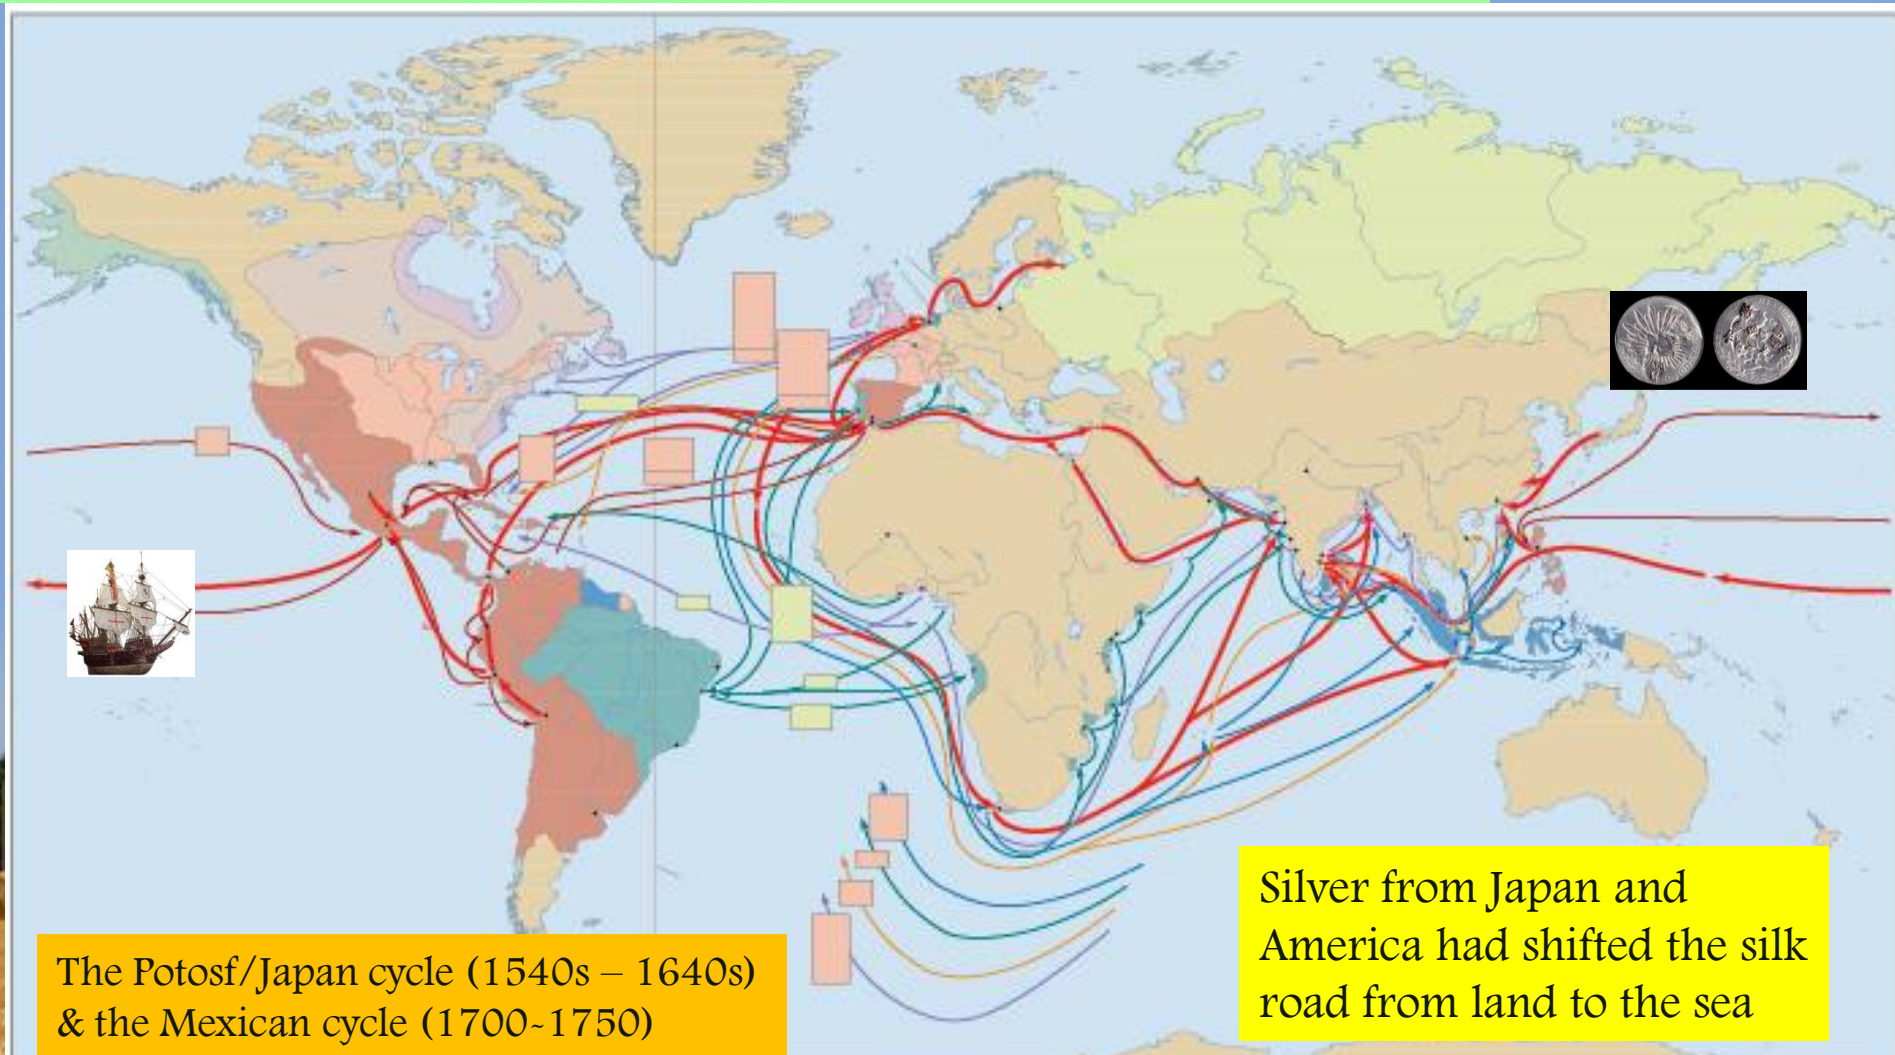 The Potosf/Japan cycle (1540s – 1640s)
& the Mexican cycle (1700-1750)
Silver from Japan and
America had shifted the silk
road from land to the sea